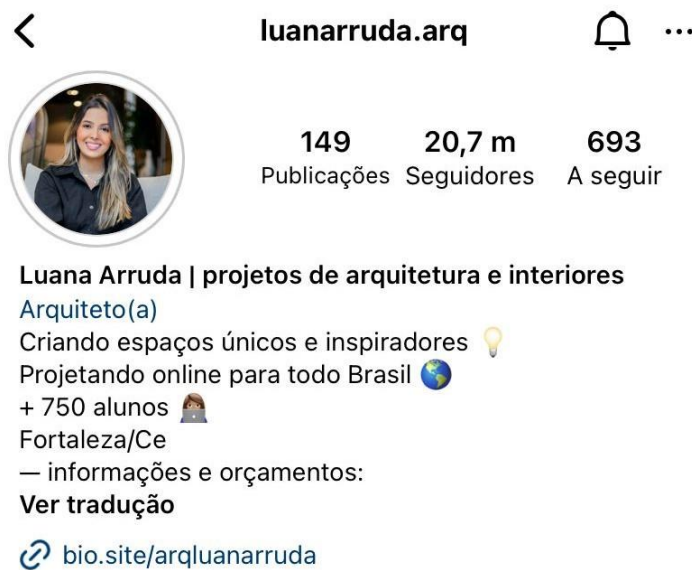 luanarruda.arq
149 20,7 m 693
Publicações Seguidores A seguir
Luana Arruda | projetos de arquitetura e interiores
Arquiteto(a)
Criando espaços únicos e inspiradores 💡
Projetando online para todo Brasil 🌎
+ 750 alunos 👩🏽‍💻
Fortaleza/Ce
— informações e orçamentos:
Ver tradução
bio.site/arqluanarruda